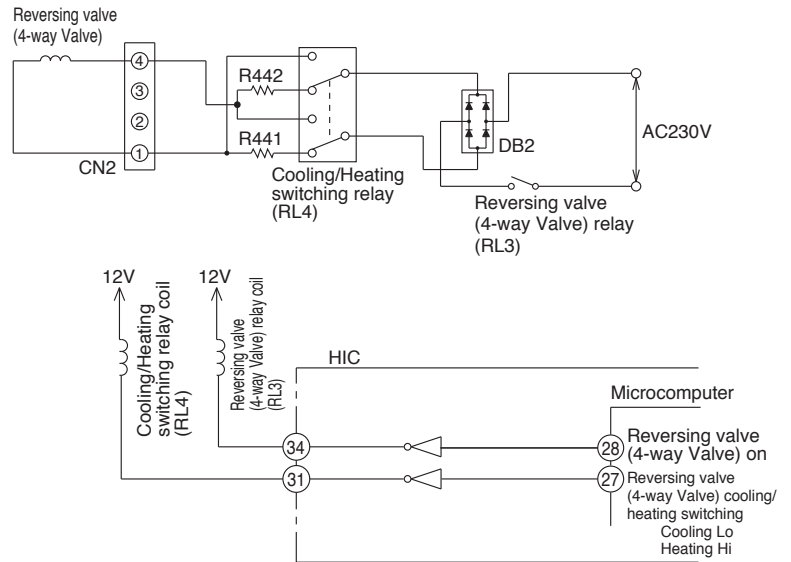 Reversing valve
(4-way Valve)
4
3
2
1
CN2
R442
R441
Cooling/Heating
switching relay
(RL4)
DB2
AC230V
Reversing valve
(4-way Valve) relay
(RL3)
12V
Cooling/Heating
switching relay coil
(RL4)
12V
Reversing valve
(4-way Valve) relay coil
(RL3)
HIC
Microcomputer
34
28
Reversing valve
(4-way Valve) on
31
27
Reversing valve
(4-way Valve) cooling/
heating switching
Cooling Lo
Heating Hi